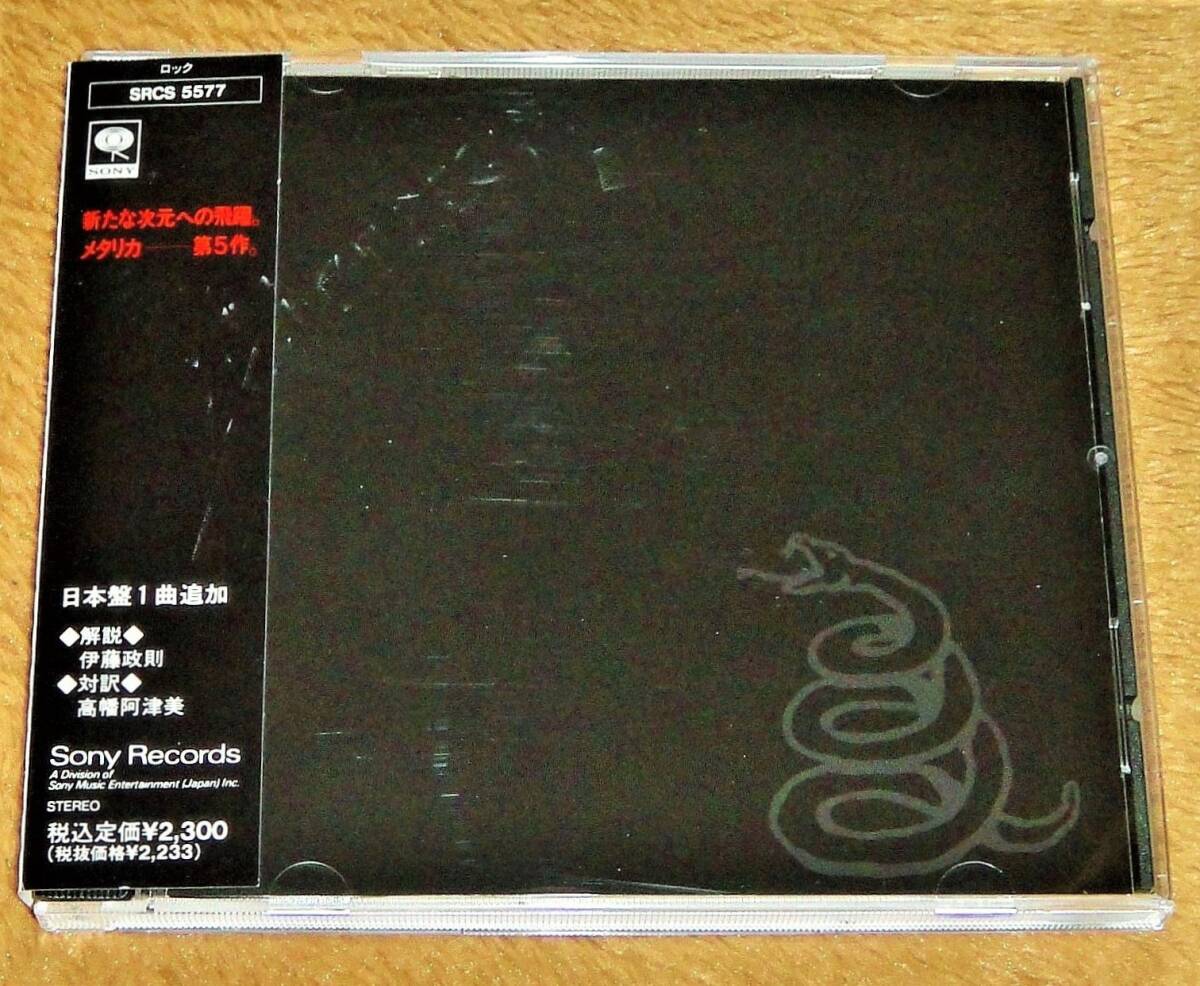 ロック
SRCS 5577
SONY
新たな次元への飛躍。
メタリカ──第5作。
日本盤1曲追加
◆解説◆
伊藤政則
◆対訳◆
高幡阿津美
Sony Records
A Division of
Sony Music Entertainment (Japan) Inc.
STEREO
税込定価¥2,300
(税抜価格¥2,233)